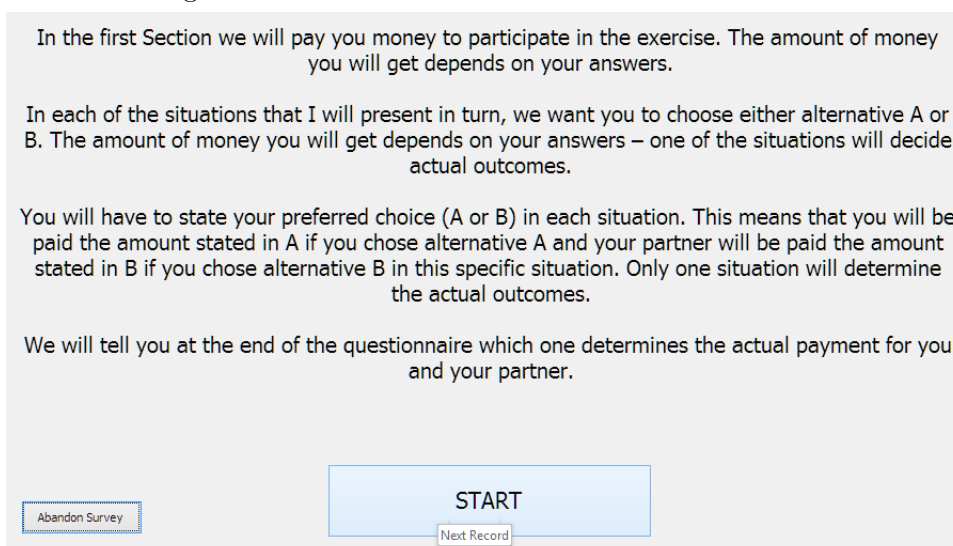 In the first Section we will pay you money to participate in the exercise. The amount of money
you will get depends on your answers.
In each of the situations that I will present in turn, we want you to choose either alternative A or
B. The amount of money you will get depends on your answers – one of the situations will decide
actual outcomes.
You will have to state your preferred choice (A or B) in each situation. This means that you will be
paid the amount stated in A if you chose alternative A and your partner will be paid the amount
stated in B if you chose alternative B in this specific situation. Only one situation will determine
the actual outcomes.
We will tell you at the end of the questionnaire which one determines the actual payment for you
and your partner.
START
Abandon Survey
Next Record